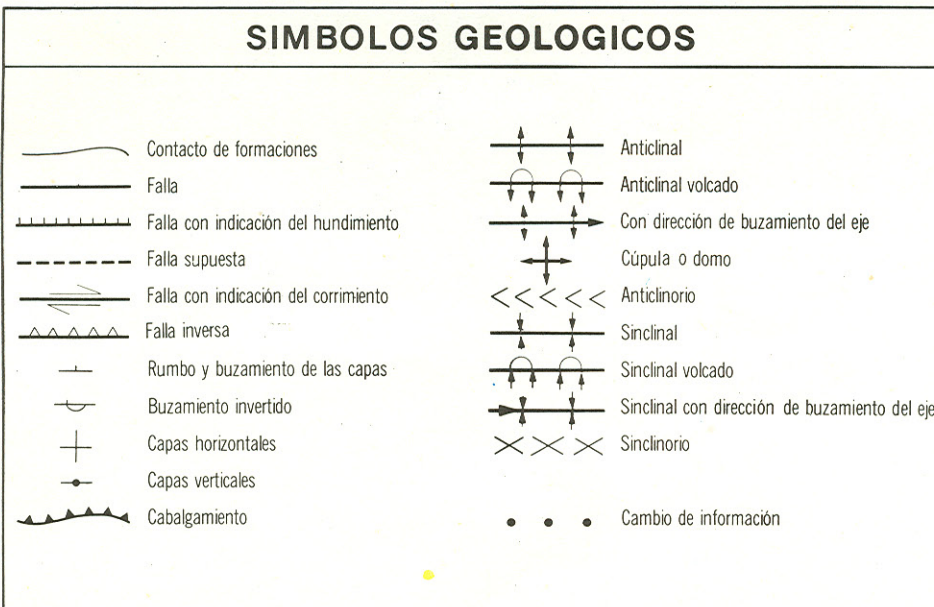 SIMBOLOS GEOLOGICOS
Contacto de formaciones
Falla
Falla con indicación del hundimiento
Falla supuesta
Falla con indicación del corrimiento
Falla inversa
Rumbo y buzamiento de las capas
Buzamiento invertido
Capas horizontales
Capas verticales
Cabalgamiento
Anticlinal
Anticlinal volcado
Con dirección de buzamiento del eje
Cúpula o domo
Anticlinorio
Sinclinal
Sinclinal volcado
Sinclinal con dirección de buzamiento del eje
Sinclinorio
Cambio de información